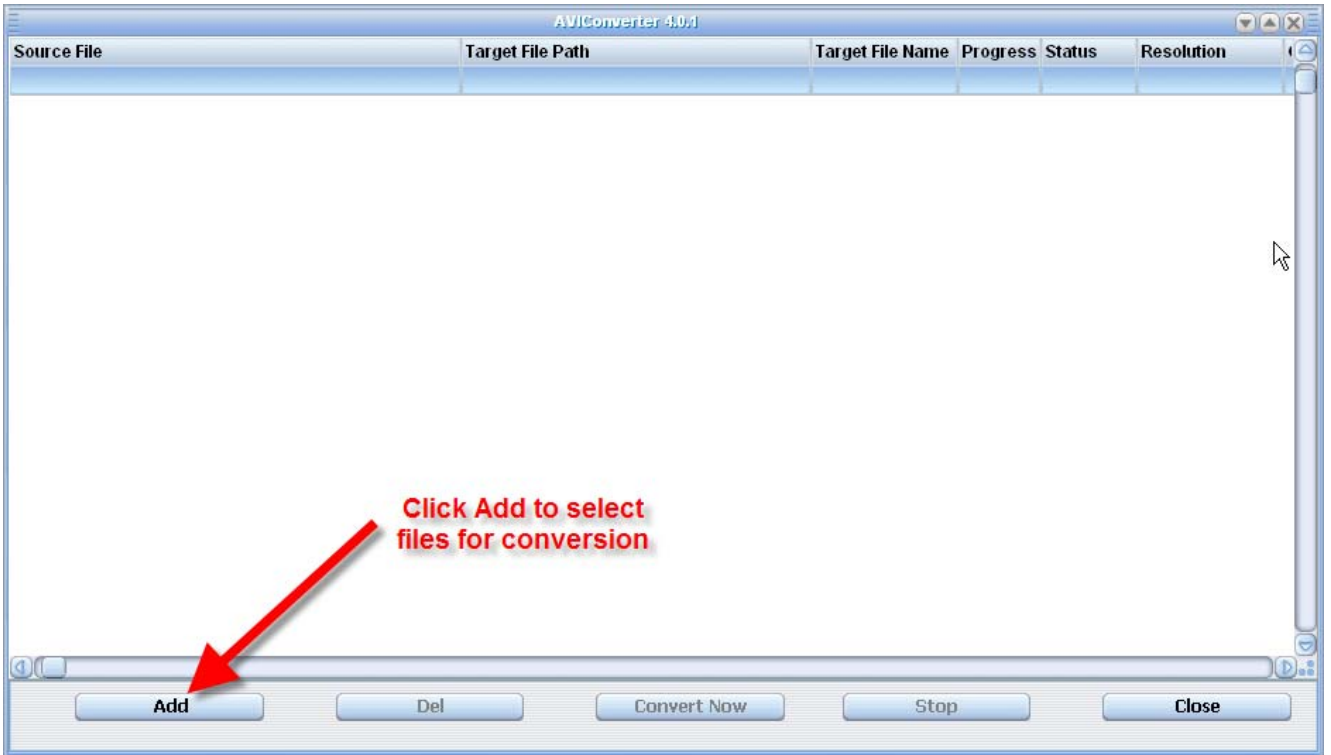 AVIConverter 4.0.1
Source File Target File Path Target File Name Progress Status Resolution
Click Add to select
files for conversion
Add Del Convert Now Stop Close